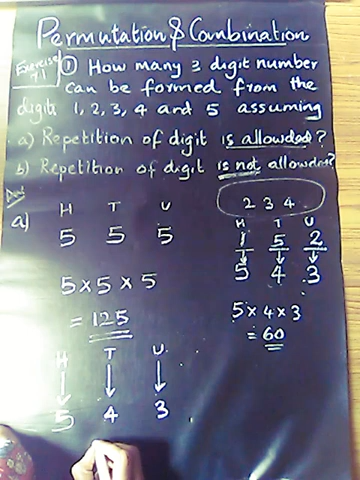 Permutation & Combination
Exercise 7.1
① How many 3 digit number
can be formed from the
digits 1, 2, 3, 4 and 5 assuming
a) Repetition of digit is allowded?
b) Repetition of digit is not allowded?
Ans
a) H T U
5 5 5
5 × 5 × 5
= 125
H T U
5 4 3
2 3 4
H T U
1 5 2
5 4 3
5 × 4 × 3
= 60